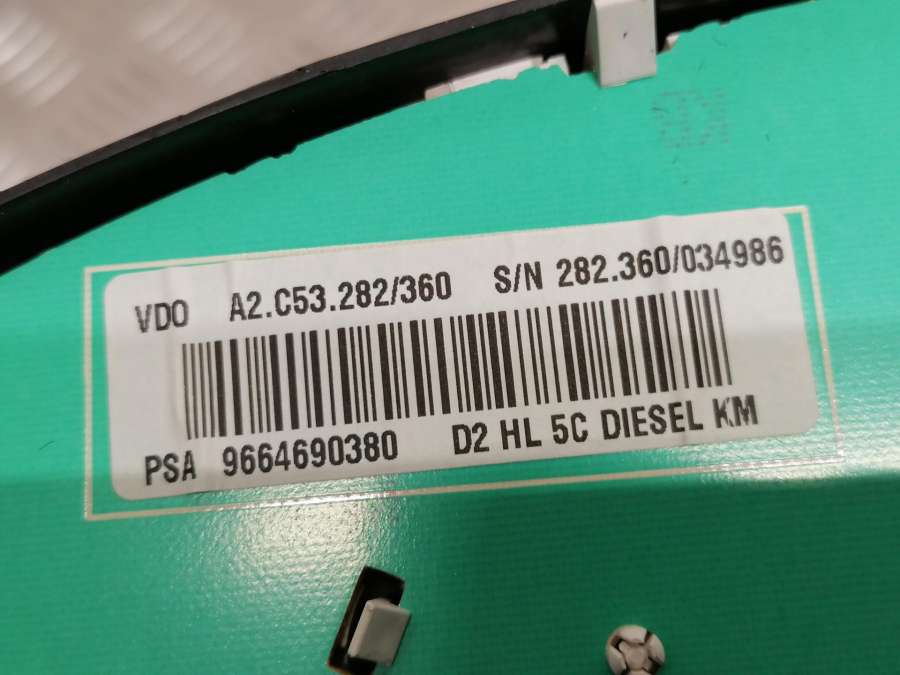 VDO A2.C53.282/360 S/N 282.360/034986
PSA 9664690380 D2 HL 5C DIESEL KM